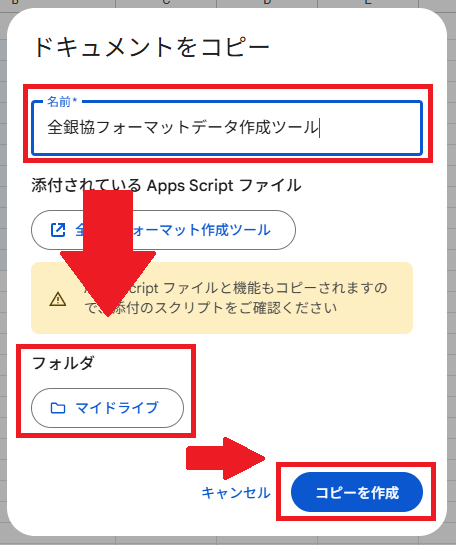 ドキュメントをコピー
名前*
全銀協フォーマットデータ作成ツール
添付されている Apps Script ファイル
全 ォーマット作成ツール
Script ファイルと機能もコピーされますの
で、添付のスクリプトをご確認ください
フォルダ
マイドライブ
キャンセル
コピーを作成